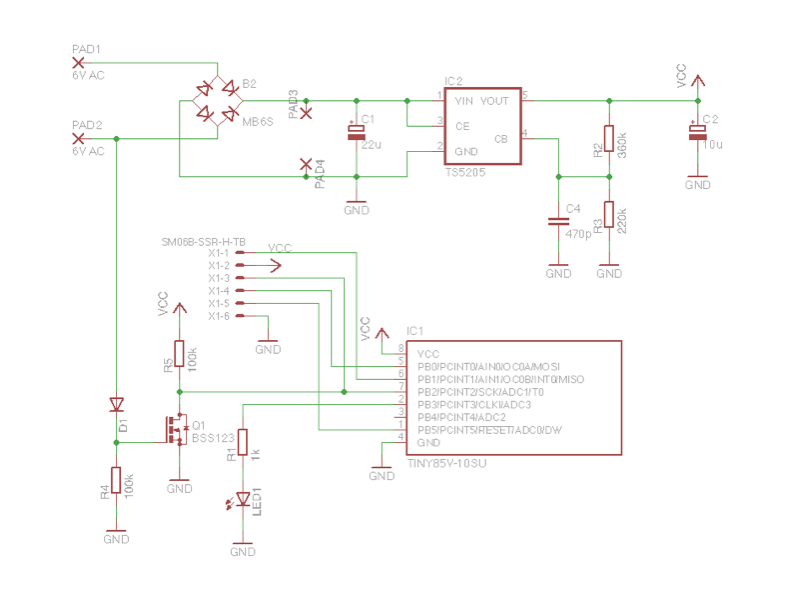 PAD1
6V AC
B2
MB6S
PAD2
6V AC
PAD3
PAD4
C1
22u
GND
IC2
1 VIN VOUT 5
3 CE
CB 4
2 GND
TS5205
VCC
R2
360k
C2
10u
GND
C4
470p
R3
220k
GND
GND
SM06B-SSR-H-TB
X1-1
VCC
X1-2
X1-3
X1-4
X1-5
X1-6
GND
VCC
R5
100k
VCC
IC1
8 VCC
5 PB0/PCINT0/AIN0/OC0A/MOSI
6 PB1/PCINT1/AIN1/OC0B/INT0/MISO
7 PB2/PCINT2/SCK/ADC1/T0
2 PB3/PCINT3/CLKI/ADC3
3 PB4/PCINT4/ADC2
1 PB5/PCINT5/RESET/ADC0/DW
4 GND
TINY85V-10SU
GND
D1
Q1
BSS123
GND
R4
100k
GND
R1
1k
LED1
GND